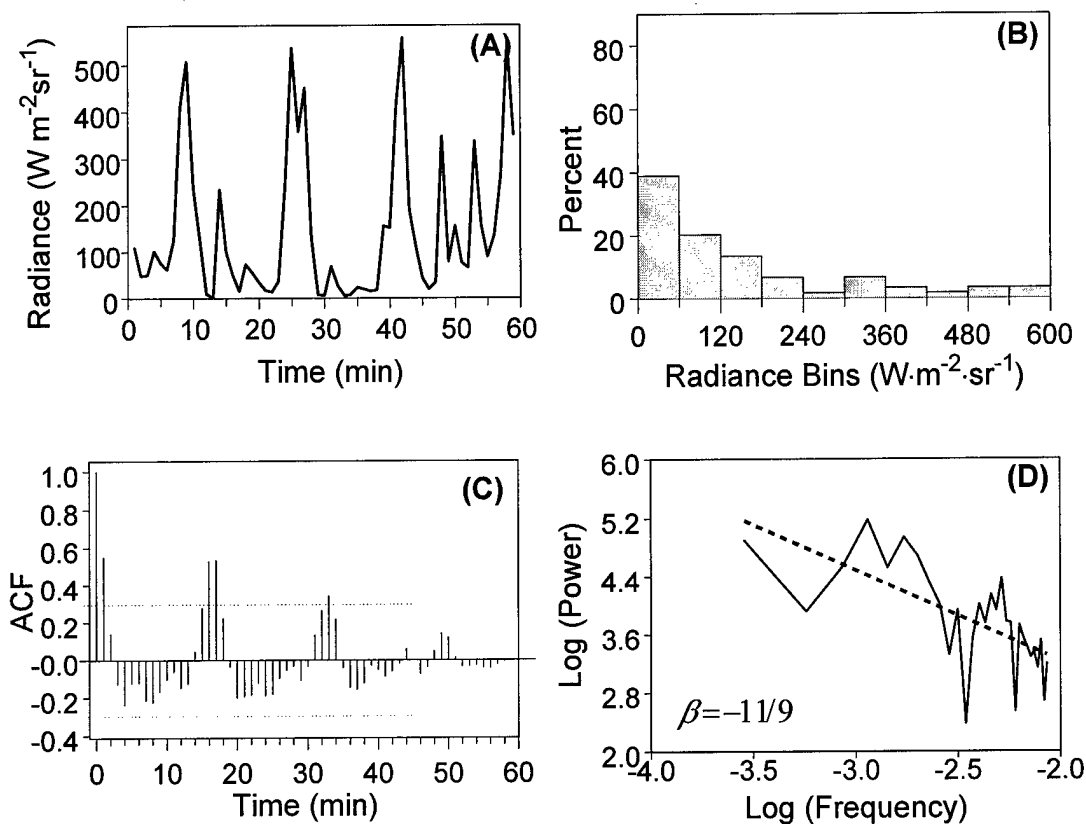 (A)
Radiance (W m-2sr-1)
500
400
300
200
100
0
0 10 20 30 40 50 60
Time (min)
(B)
Percent
80
60
40
20
0
0 120 240 360 480 600
Radiance Bins (W·m-2·sr-1)
(C)
ACF
1.0
0.8
0.6
0.4
0.2
-0.0
-0.2
-0.4
0 10 20 30 40 50 60
Time (min)
(D)
Log (Power)
6.0
5.2
4.4
3.6
2.8
2.0
β=-11/9
-4.0 -3.5 -3.0 -2.5 -2.0
Log (Frequency)